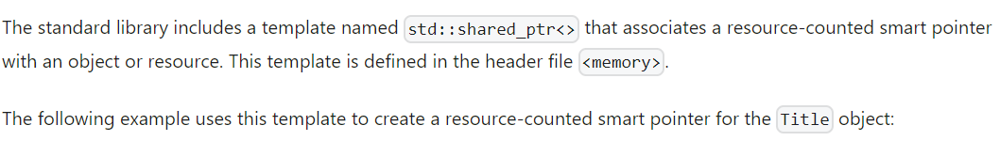 The standard library includes a template named std::shared_ptr<> that associates a resource-counted smart pointer
with an object or resource. This template is defined in the header file <memory>.
The following example uses this template to create a resource-counted smart pointer for the Title object: